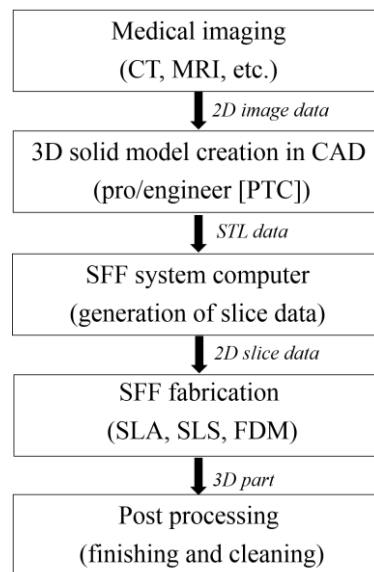 Medical imaging
(CT, MRI, etc.)
2D image data
3D solid model creation in CAD
(pro/engineer [PTC])
STL data
SFF system computer
(generation of slice data)
2D slice data
SFF fabrication
(SLA, SLS, FDM)
3D part
Post processing
(finishing and cleaning)